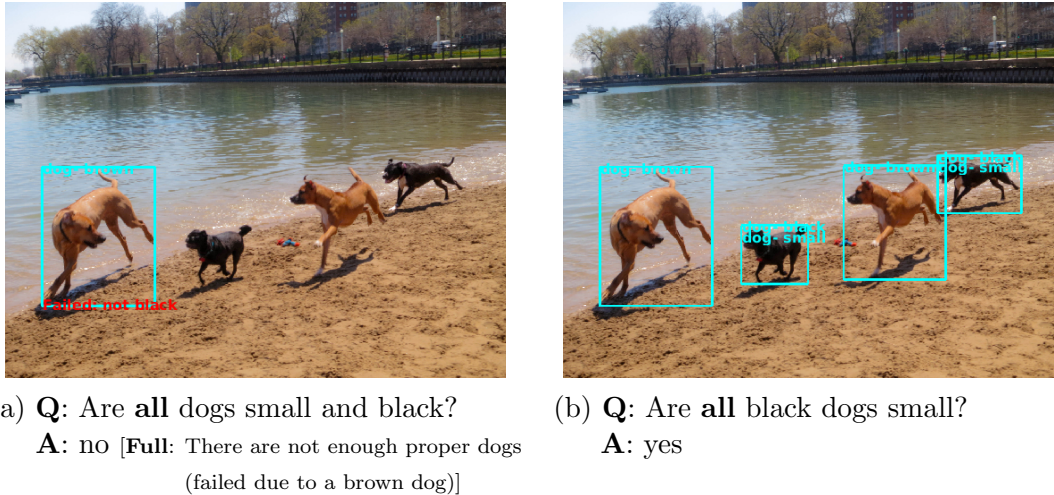 dog- brown
Failed: not black
dog- brown
dog- black
dog- small
dog- brown
dog- black
dog- small
a) Q: Are all dogs small and black?
A: no [Full: There are not enough proper dogs
(failed due to a brown dog)]
(b) Q: Are all black dogs small?
A: yes